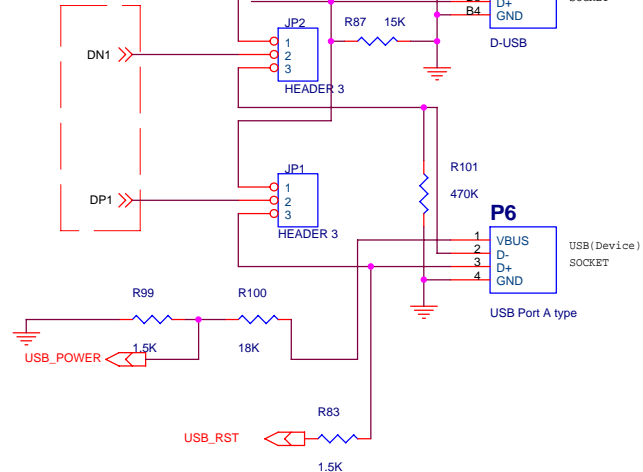 D+
B4 GND
D-USB
JP2
1
2
3
HEADER 3
R87 15K
DN1
JP1
1
2
3
HEADER 3
DP1
R101
470K
P6
1 VBUS
2 D-
3 D+
4 GND
USB(Device)
SOCKET
USB Port A type
R99
1.5K
R100
18K
USB_POWER
R83
1.5K
USB_RST